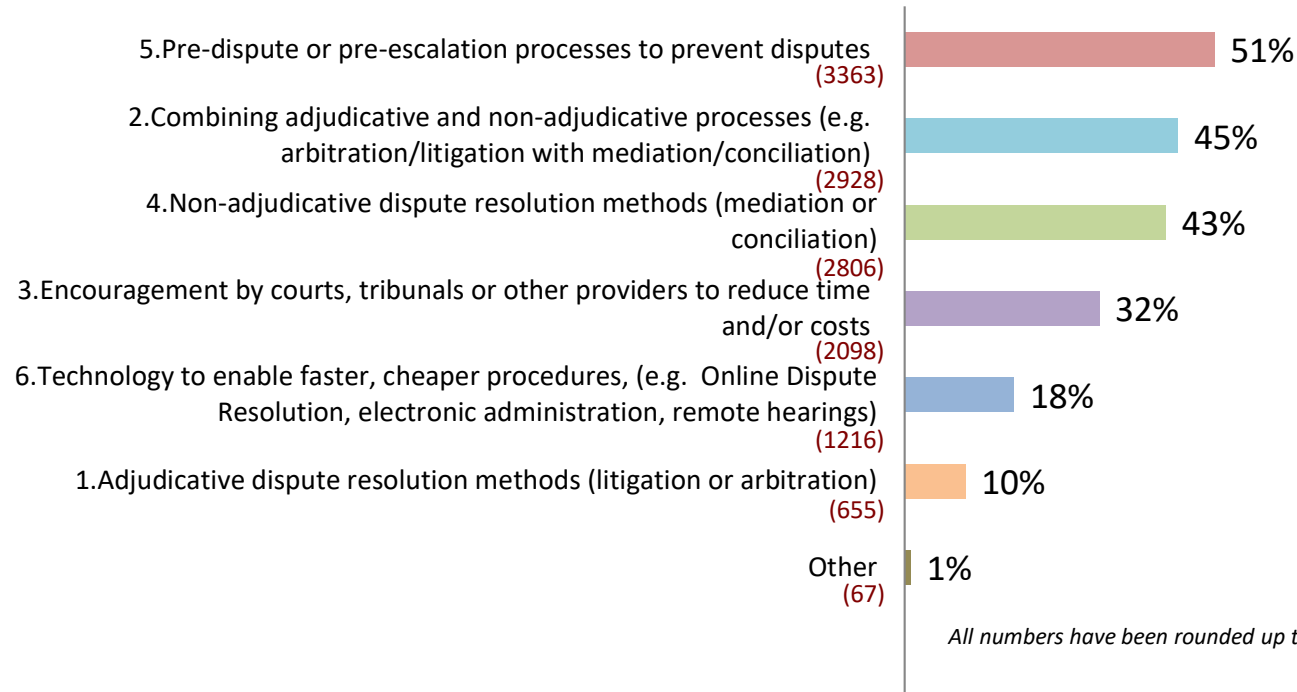 5.Pre-dispute or pre-escalation processes to prevent disputes
(3363)
51%
2.Combining adjudicative and non-adjudicative processes (e.g.
arbitration/litigation with mediation/conciliation)
(2928)
45%
4.Non-adjudicative dispute resolution methods (mediation or
conciliation)
(2806)
43%
3.Encouragement by courts, tribunals or other providers to reduce time
and/or costs
(2098)
32%
6.Technology to enable faster, cheaper procedures, (e.g. Online Dispute
Resolution, electronic administration, remote hearings)
(1216)
18%
1.Adjudicative dispute resolution methods (litigation or arbitration)
(655)
10%
Other
(67)
1%
All numbers have been rounded up t